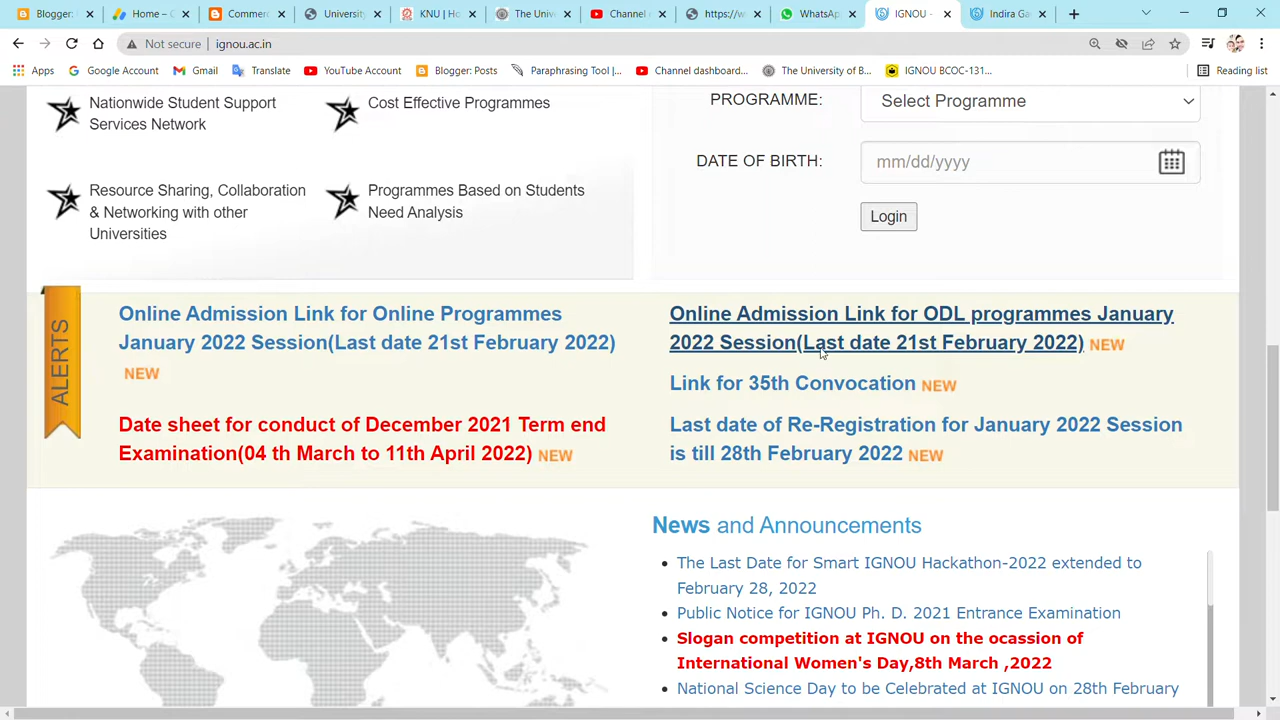 Blogger:
Home –
Commerc
University
KNU | Ho
The Univ
Channel c
https://w
WhatsAp
IGNOU -
Indira Ga
Not secure | ignou.ac.in
Apps
Google Account
Gmail
Translate
YouTube Account
Blogger: Posts
Paraphrasing Tool |...
Channel dashboard...
The University of B...
IGNOU BCOC-131...
Reading list
Nationwide Student Support
Services Network
Cost Effective Programmes
Resource Sharing, Collaboration
& Networking with other
Universities
Programmes Based on Students
Need Analysis
PROGRAMME:
Select Programme
DATE OF BIRTH:
mm/dd/yyyy
Login
ALERTS
Online Admission Link for Online Programmes
January 2022 Session(Last date 21st February 2022)
NEW
Date sheet for conduct of December 2021 Term end
Examination(04 th March to 11th April 2022) NEW
Online Admission Link for ODL programmes January
2022 Session(Last date 21st February 2022) NEW
Link for 35th Convocation NEW
Last date of Re-Registration for January 2022 Session
is till 28th February 2022 NEW
News and Announcements
The Last Date for Smart IGNOU Hackathon-2022 extended to
February 28, 2022
Public Notice for IGNOU Ph. D. 2021 Entrance Examination
Slogan competition at IGNOU on the ocassion of
International Women's Day,8th March ,2022
National Science Day to be Celebrated at IGNOU on 28th February